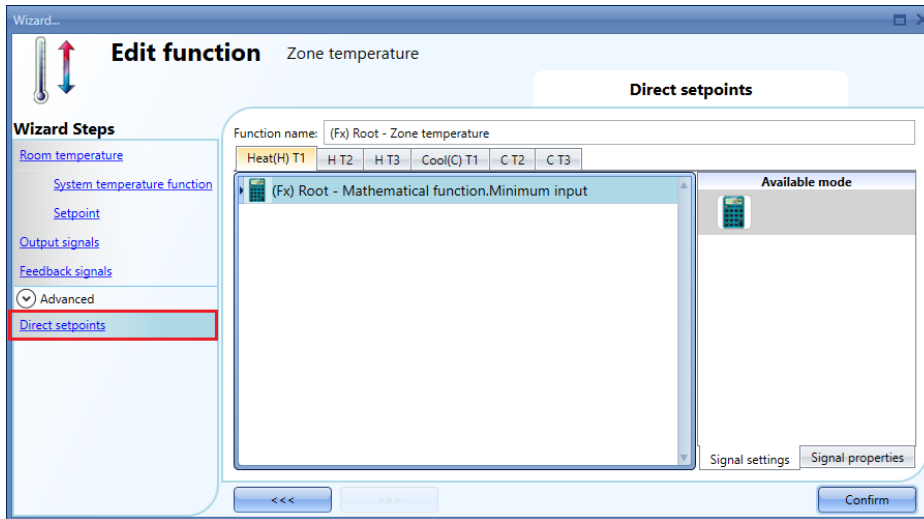 Wizard...
Edit function Zone temperature
Direct setpoints
Wizard Steps
Room temperature
System temperature function
Setpoint
Output signals
Feedback signals
Advanced
Direct setpoints
Function name: (Fx) Root - Zone temperature
Heat(H) T1 H T2 H T3 Cool(C) T1 C T2 C T3
(Fx) Root - Mathematical function.Minimum input
Available mode
Signal settings Signal properties
<<< >>> Confirm